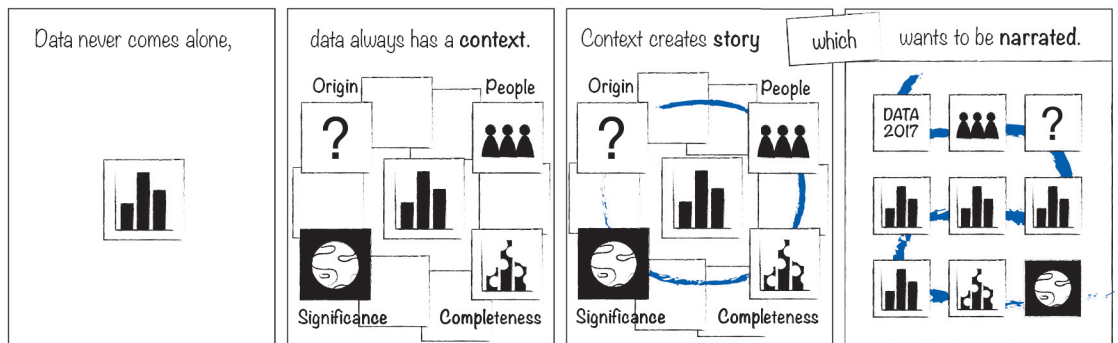 Data never comes alone,
data always has a context.
Origin
People
?
Significance
Completeness
Context creates story
Origin
People
?
Significance
Completeness
which
wants to be narrated.
DATA
2017
?